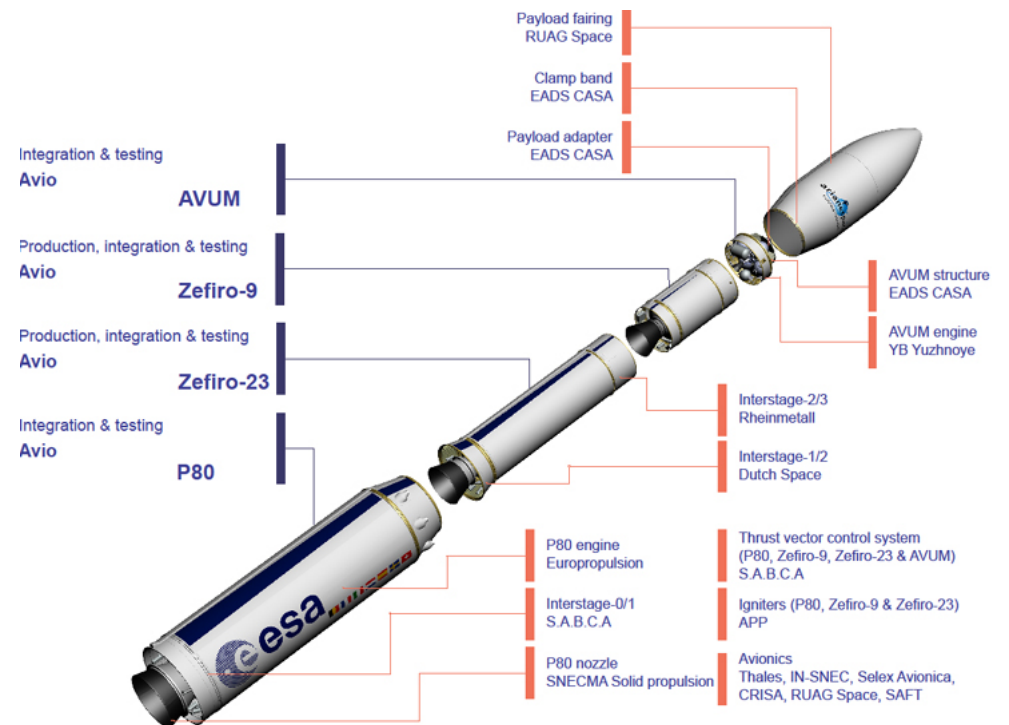 Payload fairing
RUAG Space
Clamp band
EADS CASA
Payload adapter
EADS CASA
Integration & testing
Avio
AVUM
Production, integration & testing
Avio
Zefiro-9
Production, integration & testing
Avio
Zefiro-23
Integration & testing
Avio
P80
AVUM structure
EADS CASA
AVUM engine
YB Yuzhnoye
Interstage-2/3
Rheinmetall
Interstage-1/2
Dutch Space
P80 engine
Europropulsion
Interstage-0/1
S.A.B.C.A
P80 nozzle
SNECMA Solid propulsion
Thrust vector control system
(P80, Zefiro-9, Zefiro-23 & AVUM)
S.A.B.C.A
Igniters (P80, Zefiro-9 & Zefiro-23)
APP
Avionics
Thales, IN-SNEC, Selex Avionica,
CRISA, RUAG Space, SAFT
esa